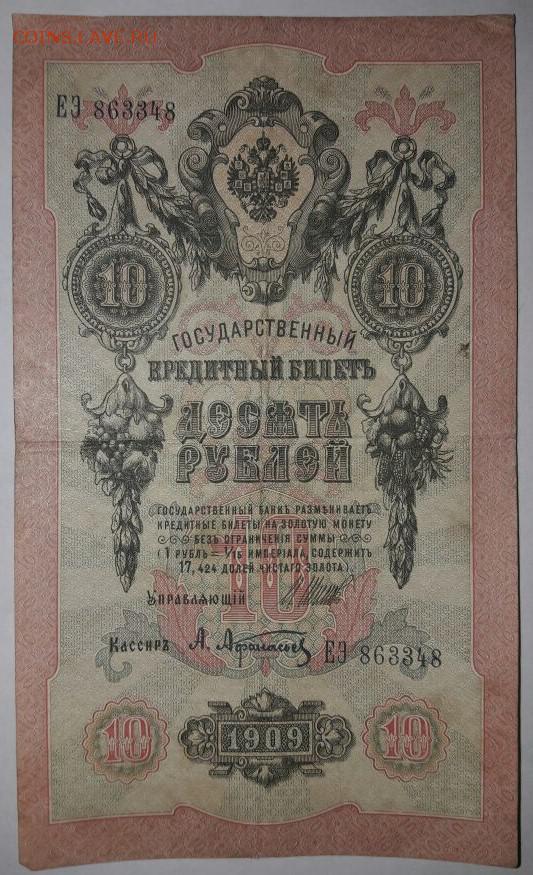 COINS.LAVE.RU
ЕЭ 863348
10 10
ГОСУДАРСТВЕННЫЙ
КРЕДИТНЫЙ БИЛЕТЪ
ДЕСЯТЬ
РУБЛЕЙ
ГОСУДАРСТВЕННЫЙ БАНКЪ РАЗМѢНИВАЕТЪ
КРЕДИТНЫЕ БИЛЕТЫ НА ЗОЛОТУЮ МОНЕТУ
БЕЗЪ ОГРАНИЧЕНІЯ СУММЫ
(1 РУБЛЬ = 1/15 ИМПЕРІАЛА, СОДЕРЖИТЪ
17,424 ДОЛЕЙ ЧИСТАГО ЗОЛОТА).
10
УПРАВЛЯЮЩІЙ
Кассиръ А. Афанасьев ЕЭ 863348
10 1909 10